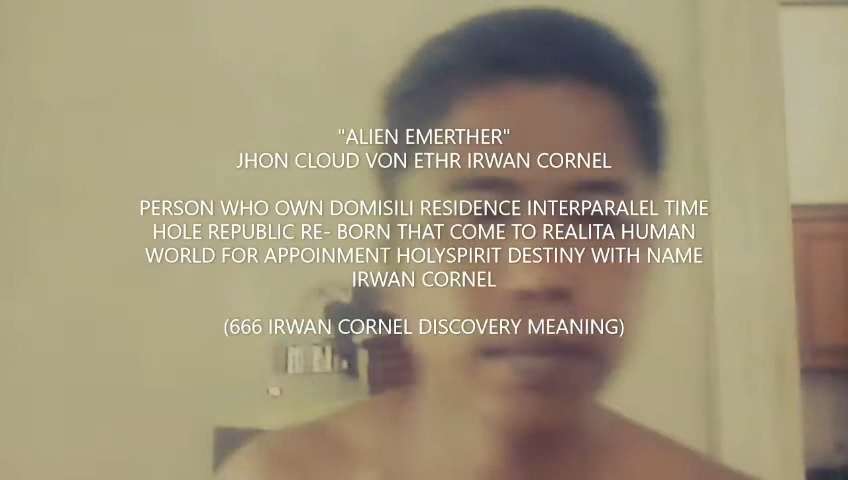 "ALIEN EMERTHER"
JHON CLOUD VON ETHR IRWAN CORNEL
PERSON WHO OWN DOMISILI RESIDENCE INTERPARALEL TIME
HOLE REPUBLIC RE- BORN THAT COME TO REALITA HUMAN
WORLD FOR APPOINMENT HOLYSPIRIT DESTINY WITH NAME
IRWAN CORNEL
(666 IRWAN CORNEL DISCOVERY MEANING)